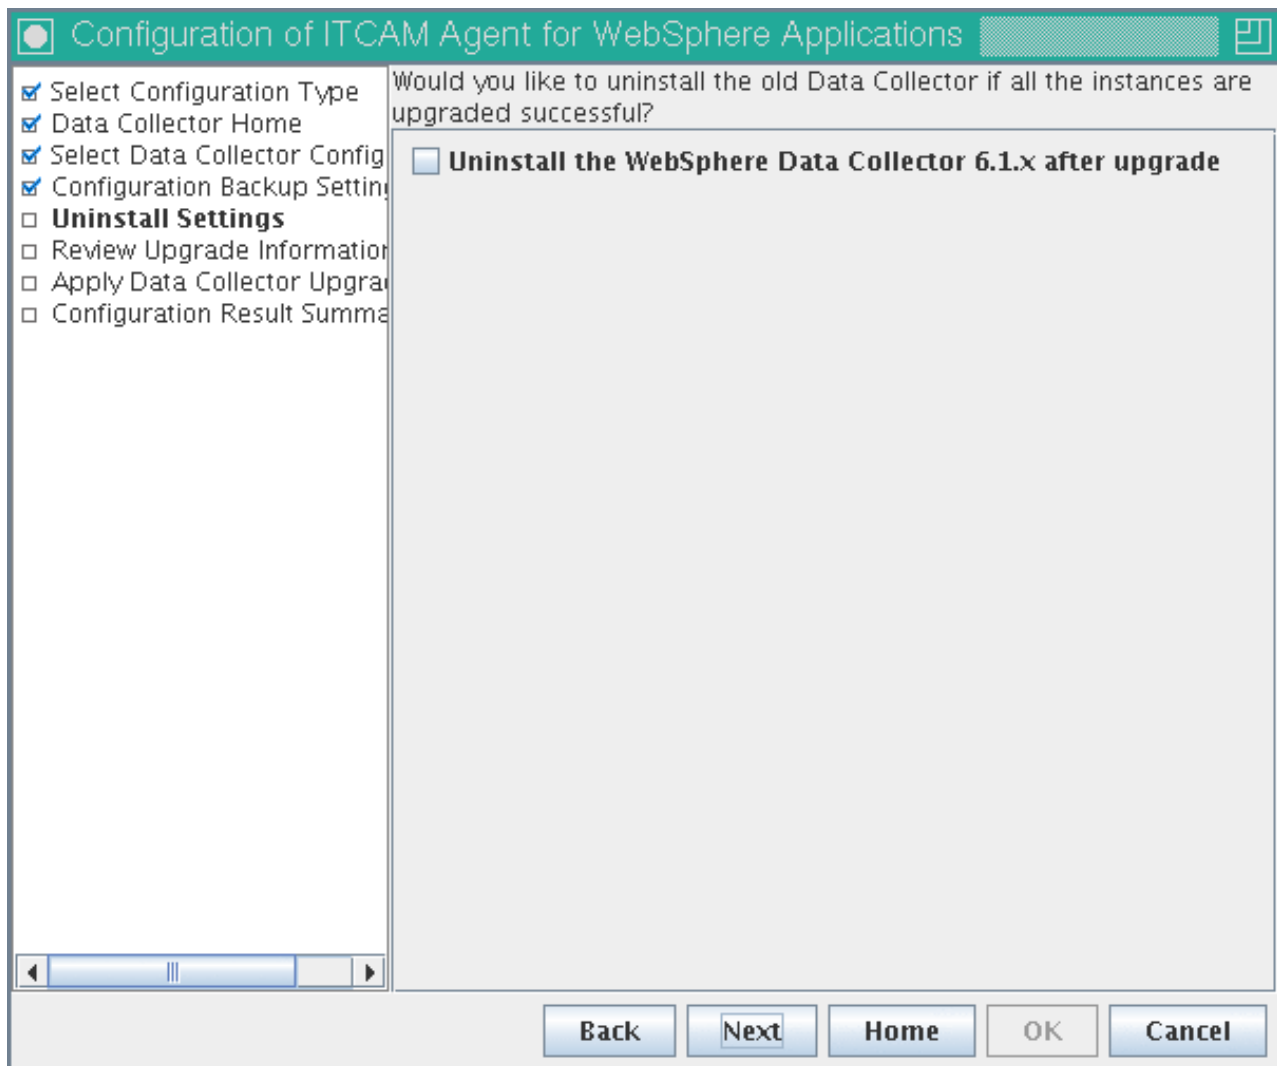 Configuration of ITCAM Agent for WebSphere Applications
Select Configuration Type
Data Collector Home
Select Data Collector Config
Configuration Backup Setting
Uninstall Settings
Review Upgrade Information
Apply Data Collector Upgra
Configuration Result Summa
Would you like to uninstall the old Data Collector if all the instances are
upgraded successful?
Uninstall the WebSphere Data Collector 6.1.x after upgrade
Back Next Home OK Cancel